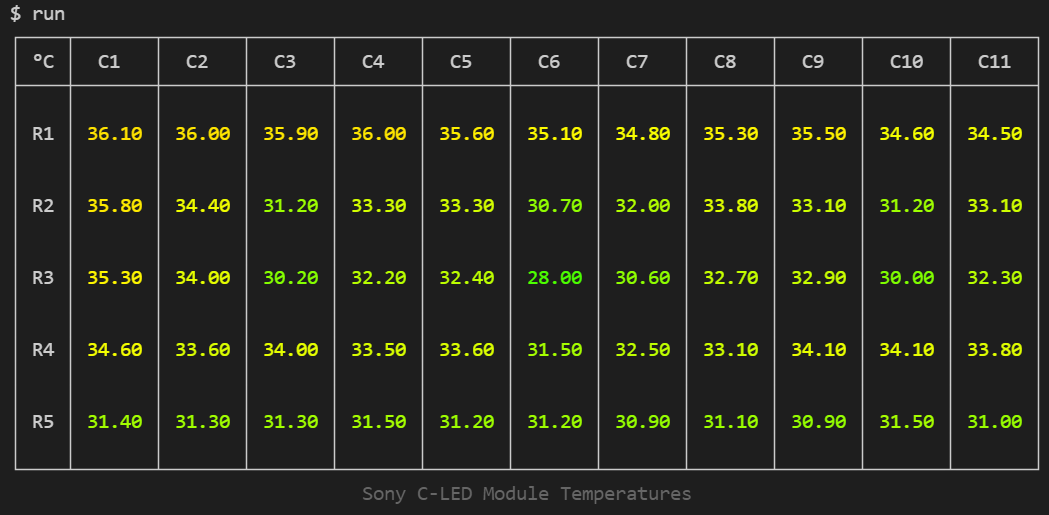 $ run
°C C1 C2 C3 C4 C5 C6 C7 C8 C9 C10 C11
R1 36.10 36.00 35.90 36.00 35.60 35.10 34.80 35.30 35.50 34.60 34.50
R2 35.80 34.40 31.20 33.30 33.30 30.70 32.00 33.80 33.10 31.20 33.10
R3 35.30 34.00 30.20 32.20 32.40 28.00 30.60 32.70 32.90 30.00 32.30
R4 34.60 33.60 34.00 33.50 33.60 31.50 32.50 33.10 34.10 34.10 33.80
R5 31.40 31.30 31.30 31.50 31.20 31.20 30.90 31.10 30.90 31.50 31.00
Sony C-LED Module Temperatures